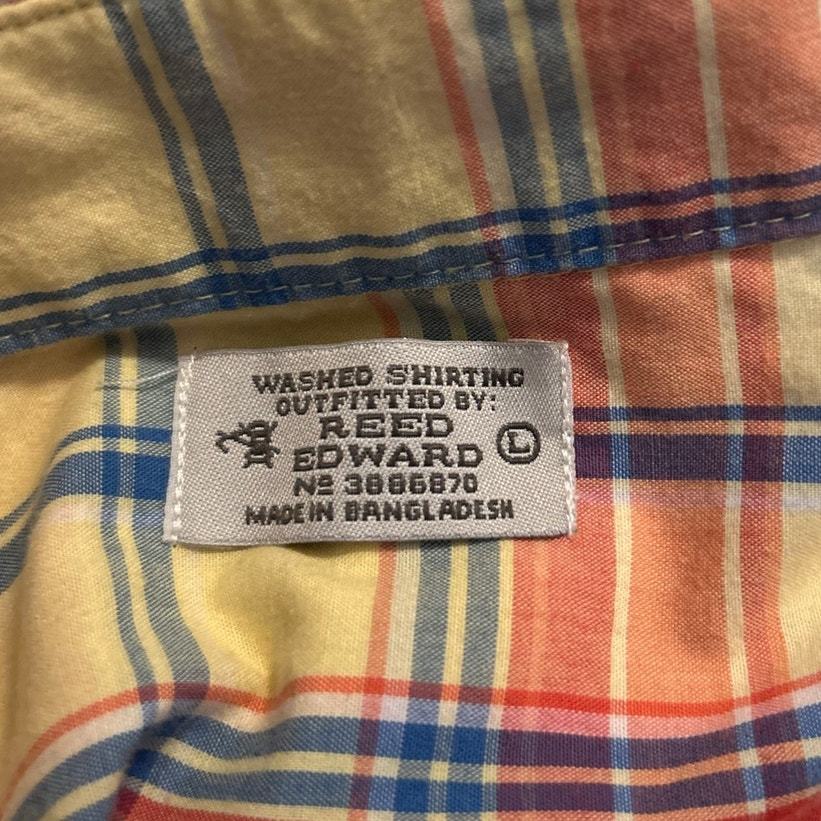 WASHED SHIRTING
OUTFITTED BY:
REED
EDWARD
L
Nº 3886870
MADE IN BANGLADESH